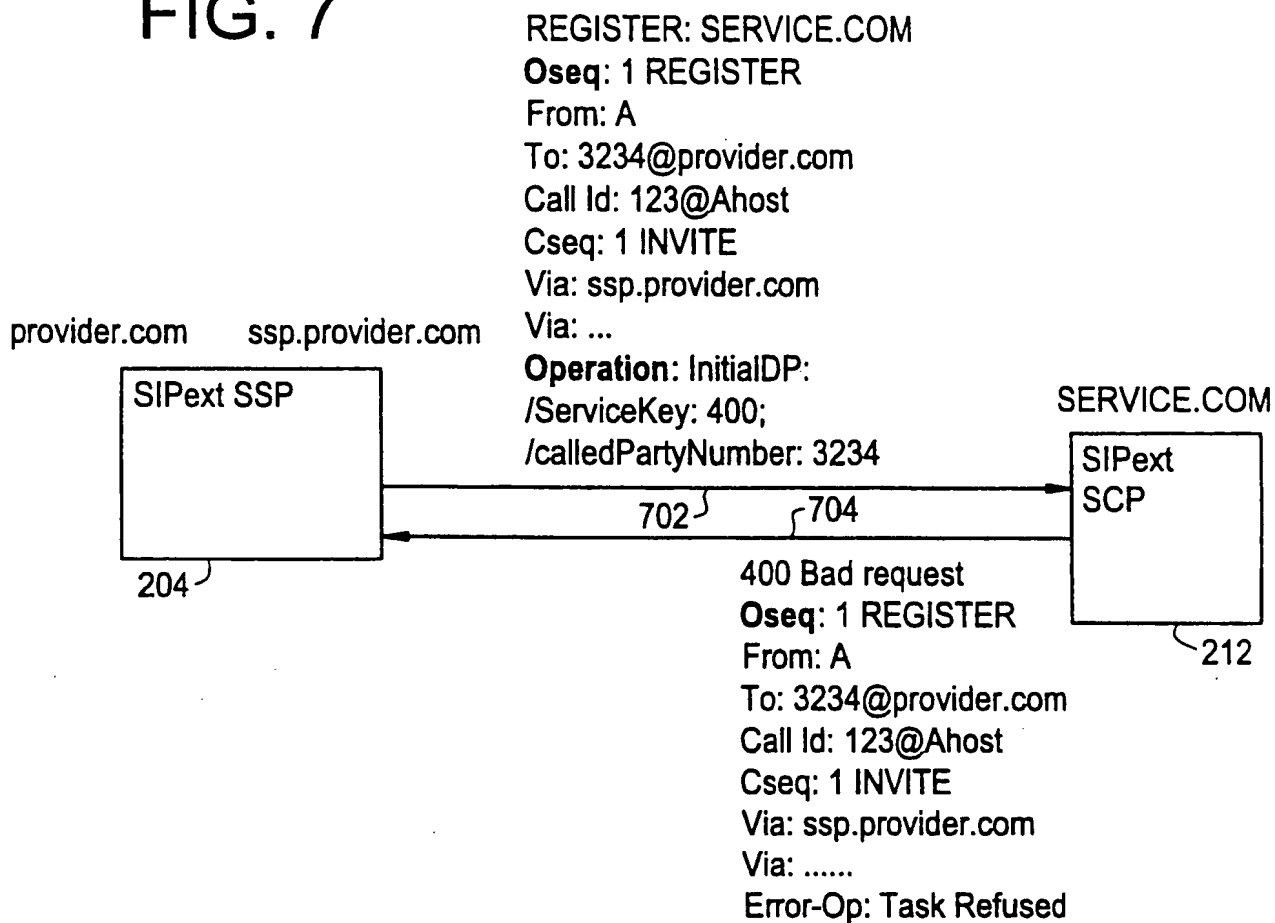 FIG. 7
REGISTER: SERVICE.COM
Oseq: 1 REGISTER
From: A
To: 3234@provider.com
Call Id: 123@Ahost
Cseq: 1 INVITE
Via: ssp.provider.com
Via: ...
Operation: InitialDP:
/ServiceKey: 400;
/calledPartyNumber: 3234
provider.com ssp.provider.com
SIPext SSP
204
SERVICE.COM
SIPext
SCP
212
702
704
400 Bad request
Oseq: 1 REGISTER
From: A
To: 3234@provider.com
Call Id: 123@Ahost
Cseq: 1 INVITE
Via: ssp.provider.com
Via: ......
Error-Op: Task Refused